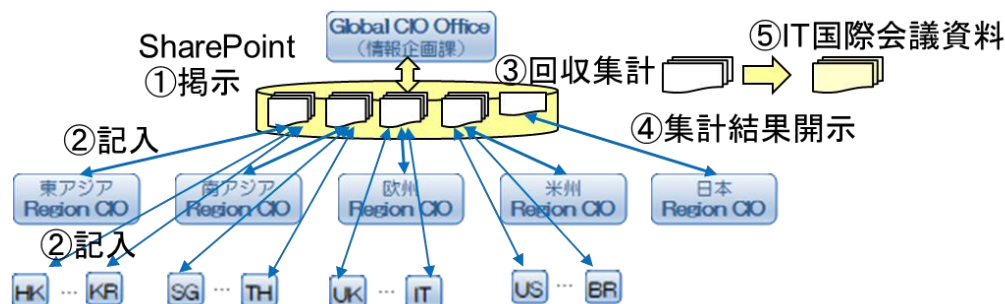 Global CIO Office
（情報企画課）
SharePoint
①掲示
③回収集計
⑤IT国際会議資料
②記入
④集計結果開示
東アジア
Region CIO
南アジア
Region CIO
欧州
Region CIO
米州
Region CIO
日本
Region CIO
②記入
HK … KR
SG … TH
UK … IT
US … BR